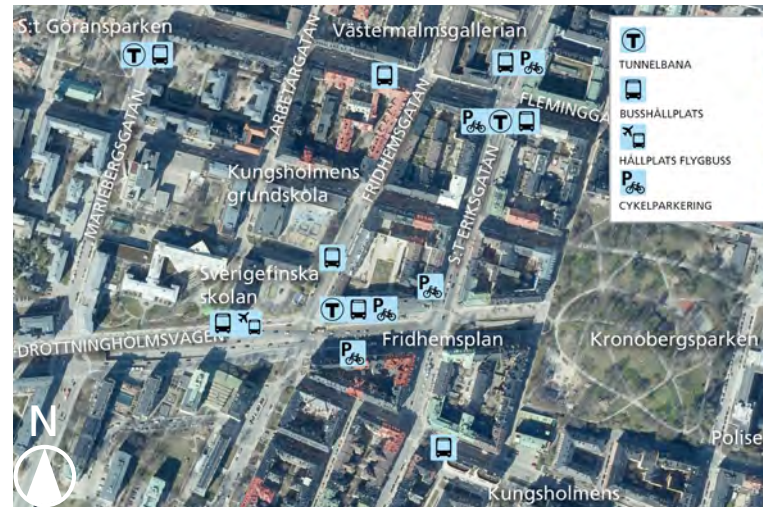 S:t Göransparken
Västermalmsgallerian
T
P
TUNNELBANA
BUSSHÅLLPLATS
HÅLLPLATS FLYGBUSS
P
CYKELPARKERING
ARBETARGATAN
FLEMINGGA
P
T
MARIEBERGSGATAN
FRIDHEMSGATAN
Kungsholmens
grundskola
S:T ERIKSGATAN
Sverigefinska
skolan
P
T
P
DROTTNINGHOLMSVÄGEN
Fridhemsplan
Kronobergsparken
P
N
Polise
Kungsholmens